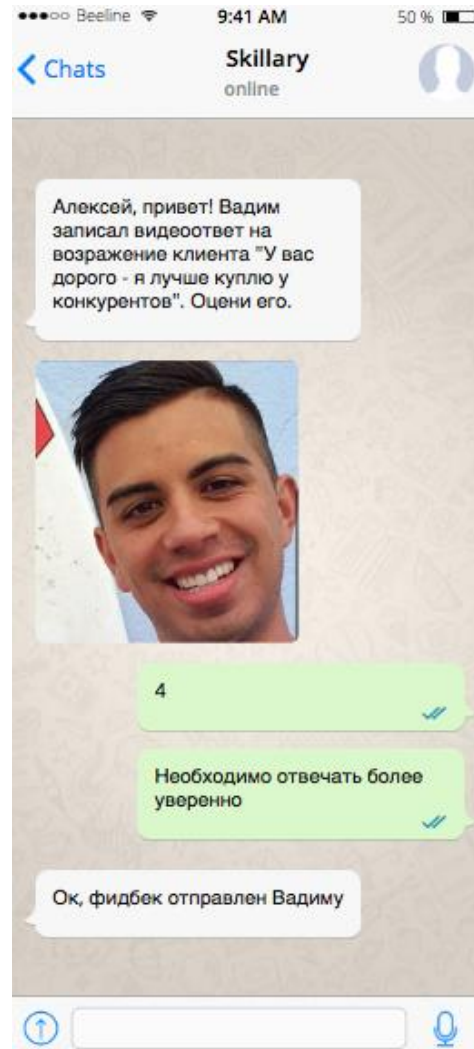 Beeline 9:41 AM 50 %
Chats Skillary
online
Алексей, привет! Вадим
записал видеоответ на
возражение клиента "У вас
дорого - я лучше куплю у
конкурентов". Оцени его.
4
Необходимо отвечать более
уверенно
Ок, фидбек отправлен Вадиму